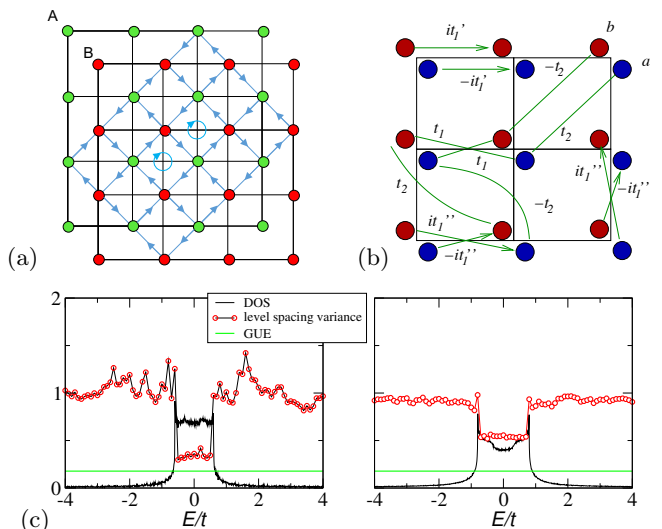 A
B
(a)
(b)
it₁'
b
-t₂
a
-it₁'
t₁
t₂
t₁
it₁''
-it₁''
t₂
it₁''
-t₂
-it₁''
2
1
0
DOS
level spacing variance
GUE
-4 -2 0 2 4
-4 -2 0 2 4
(c) E/t E/t